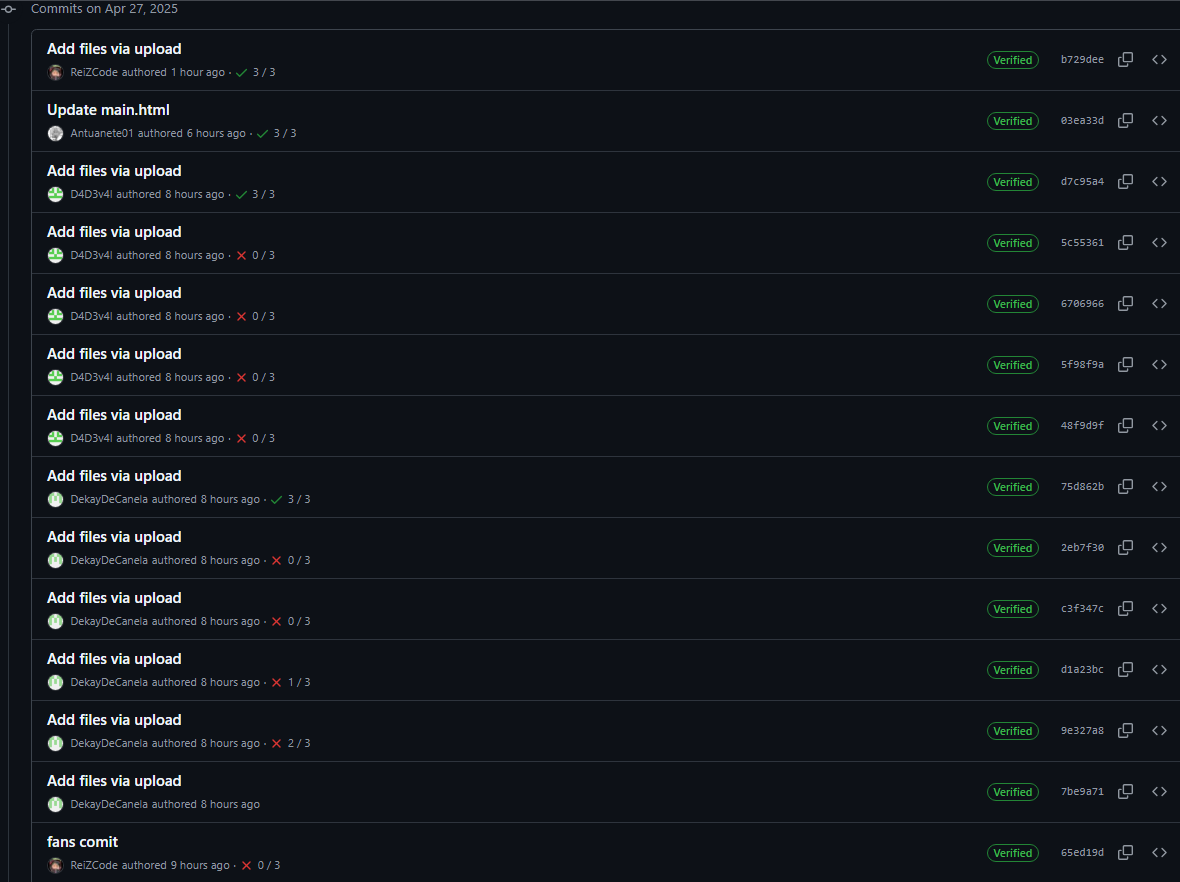 Commits on Apr 27, 2025
Add files via upload
ReiZCode authored 1 hour ago · 3 / 3
Verified b729dee
Update main.html
Antuanete01 authored 6 hours ago · 3 / 3
Verified 03ea33d
Add files via upload
D4D3v4l authored 8 hours ago · 3 / 3
Verified d7c95a4
Add files via upload
D4D3v4l authored 8 hours ago · 0 / 3
Verified 5c55361
Add files via upload
D4D3v4l authored 8 hours ago · 0 / 3
Verified 6706966
Add files via upload
D4D3v4l authored 8 hours ago · 0 / 3
Verified 5f98f9a
Add files via upload
D4D3v4l authored 8 hours ago · 0 / 3
Verified 48f9d9f
Add files via upload
DekayDeCanela authored 8 hours ago · 3 / 3
Verified 75d862b
Add files via upload
DekayDeCanela authored 8 hours ago · 0 / 3
Verified 2eb7f30
Add files via upload
DekayDeCanela authored 8 hours ago · 0 / 3
Verified c3f347c
Add files via upload
DekayDeCanela authored 8 hours ago · 1 / 3
Verified d1a23bc
Add files via upload
DekayDeCanela authored 8 hours ago · 2 / 3
Verified 9e327a8
Add files via upload
DekayDeCanela authored 8 hours ago
Verified 7be9a71
fans comit
ReiZCode authored 9 hours ago · 0 / 3
Verified 65ed19d